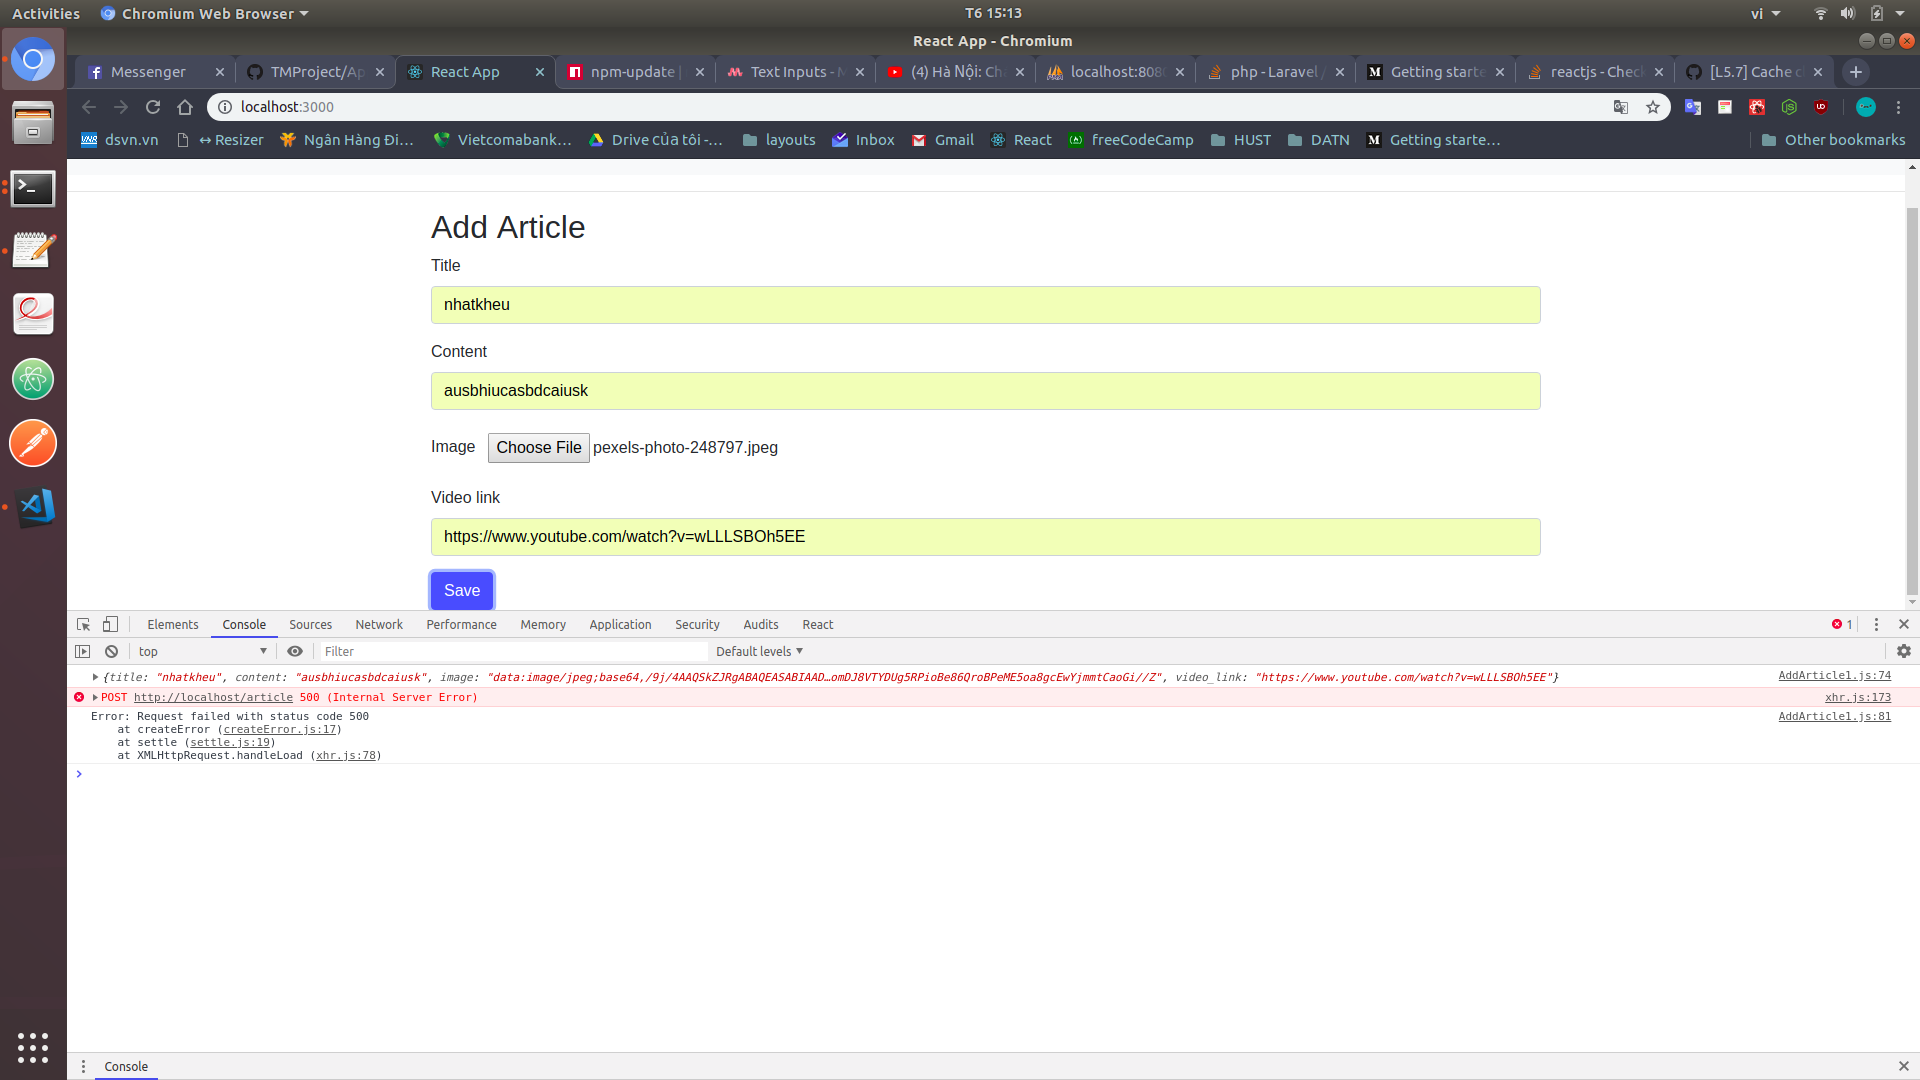 Activities Chromium Web Browser T6 15:13 vi
React App - Chromium
Messenger TMProject/Ap React App npm-update | Text Inputs - M (4) Hà Nội: Ch localhost:8080 php - Laravel / Getting starte reactjs - Check [L5.7] Cache c
localhost:3000
dsvn.vn ↔ Resizer Ngân Hàng Đi... Vietcomabank... Drive của tôi -... layouts Inbox Gmail React freeCodeCamp HUST DATN Getting starte... Other bookmarks
Add Article
Title
nhatkheu
Content
ausbhiucasbdcaiusk
Image Choose File pexels-photo-248797.jpeg
Video link
https://www.youtube.com/watch?v=wLLLSBOh5EE
Save
Elements Console Sources Network Performance Memory Application Security Audits React 1
top Filter Default levels
{title: "nhatkheu", content: "ausbhiucasbdcaiusk", image: "data:image/jpeg;base64,/9j/4AAQSkZJRgABAQEASABIAAD…omDJ8VTYDUg5RPioBe86QroBPeME5oa8gcEwYjmmtCaoGi//Z", video_link: "https://www.youtube.com/watch?v=wLLLSBOh5EE"} AddArticle1.js:74
POST http://localhost/article 500 (Internal Server Error) xhr.js:173
Error: Request failed with status code 500 AddArticle1.js:81
at createError (createError.js:17)
at settle (settle.js:19)
at XMLHttpRequest.handleLoad (xhr.js:78)
Console